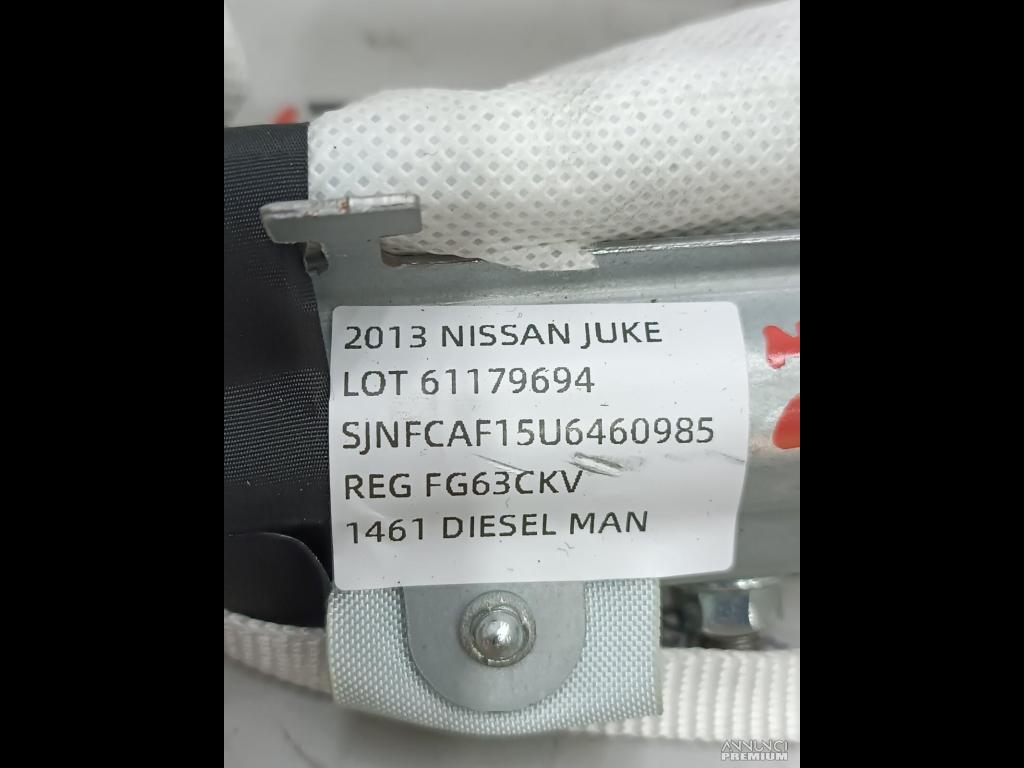 2013 NISSAN JUKE
LOT 61179694
SJNFCAF15U6460985
REG FG63CKV
1461 DIESEL MAN
ANNUNCI
PREMIUM